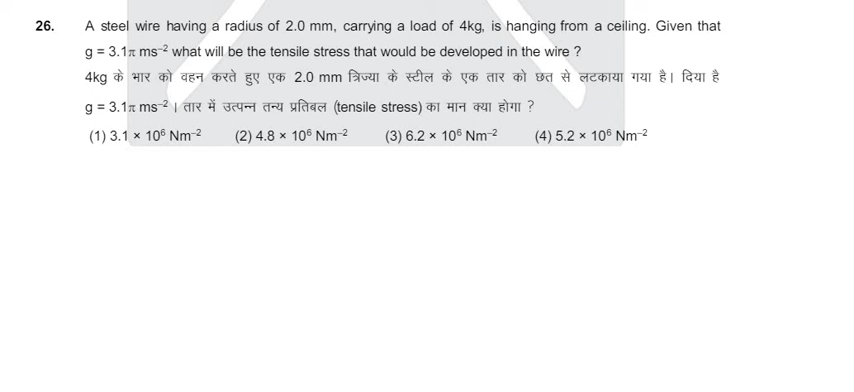 26. A steel wire having a radius of 2.0 mm, carrying a load of 4kg, is hanging from a ceiling. Given that
g = 3.1π ms⁻² what will be the tensile stress that would be developed in the wire ?
4kg के भार को वहन करते हुए एक 2.0 mm त्रिज्या के स्टील के एक तार को छत से लटकाया गया है। दिया है
g = 3.1π ms⁻² । तार में उत्पन्न तन्य प्रतिबल (tensile stress) का मान क्या होगा ?
(1) 3.1 × 10⁶ Nm⁻² (2) 4.8 × 10⁶ Nm⁻² (3) 6.2 × 10⁶ Nm⁻² (4) 5.2 × 10⁶ Nm⁻²